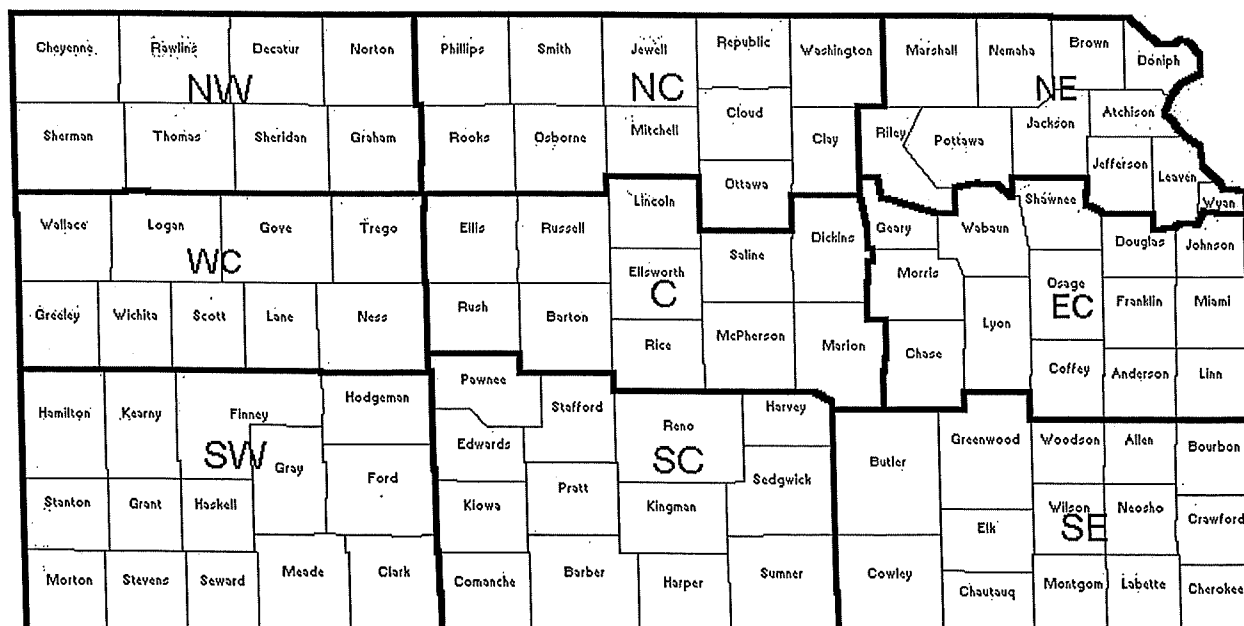 Cheyenne Rawlins Decatur Norton Phillips Smith Jewell Republic Washington Marshall Nemaha Brown Doniph
NW NC NE
Sherman Thomas Sheridan Graham Rooks Osborne Mitchell Cloud Clay Riley Pottawa Jackson Atchison
Jefferson Leaven Wyan
Ottawa
Lincoln Shawnee
Wallace Logan Gove Trego Ellis Russell Saline Dickins Geary Wabaun Douglas Johnson
WC C EC
Ellsworth Morris Osage
Greeley Wichita Scott Lane Ness Rush Barton Rice McPherson Marion Chase Lyon Franklin Miami
Coffey Anderson Linn
Pawnee
Hamilton Kearny Finney Hodgeman Stafford Reno Harvey Greenwood Woodson Allen Bourbon
SW SC SE
Gray Ford Edwards Pratt Sedgwick Butler
Stanton Grant Haskell Kiowa Kingman Elk Wilson Neosho Crawford
Morton Stevens Seward Meade Clark Comanche Barber Harper Sumner Cowley Chautauq Montgom Labette Cherokee